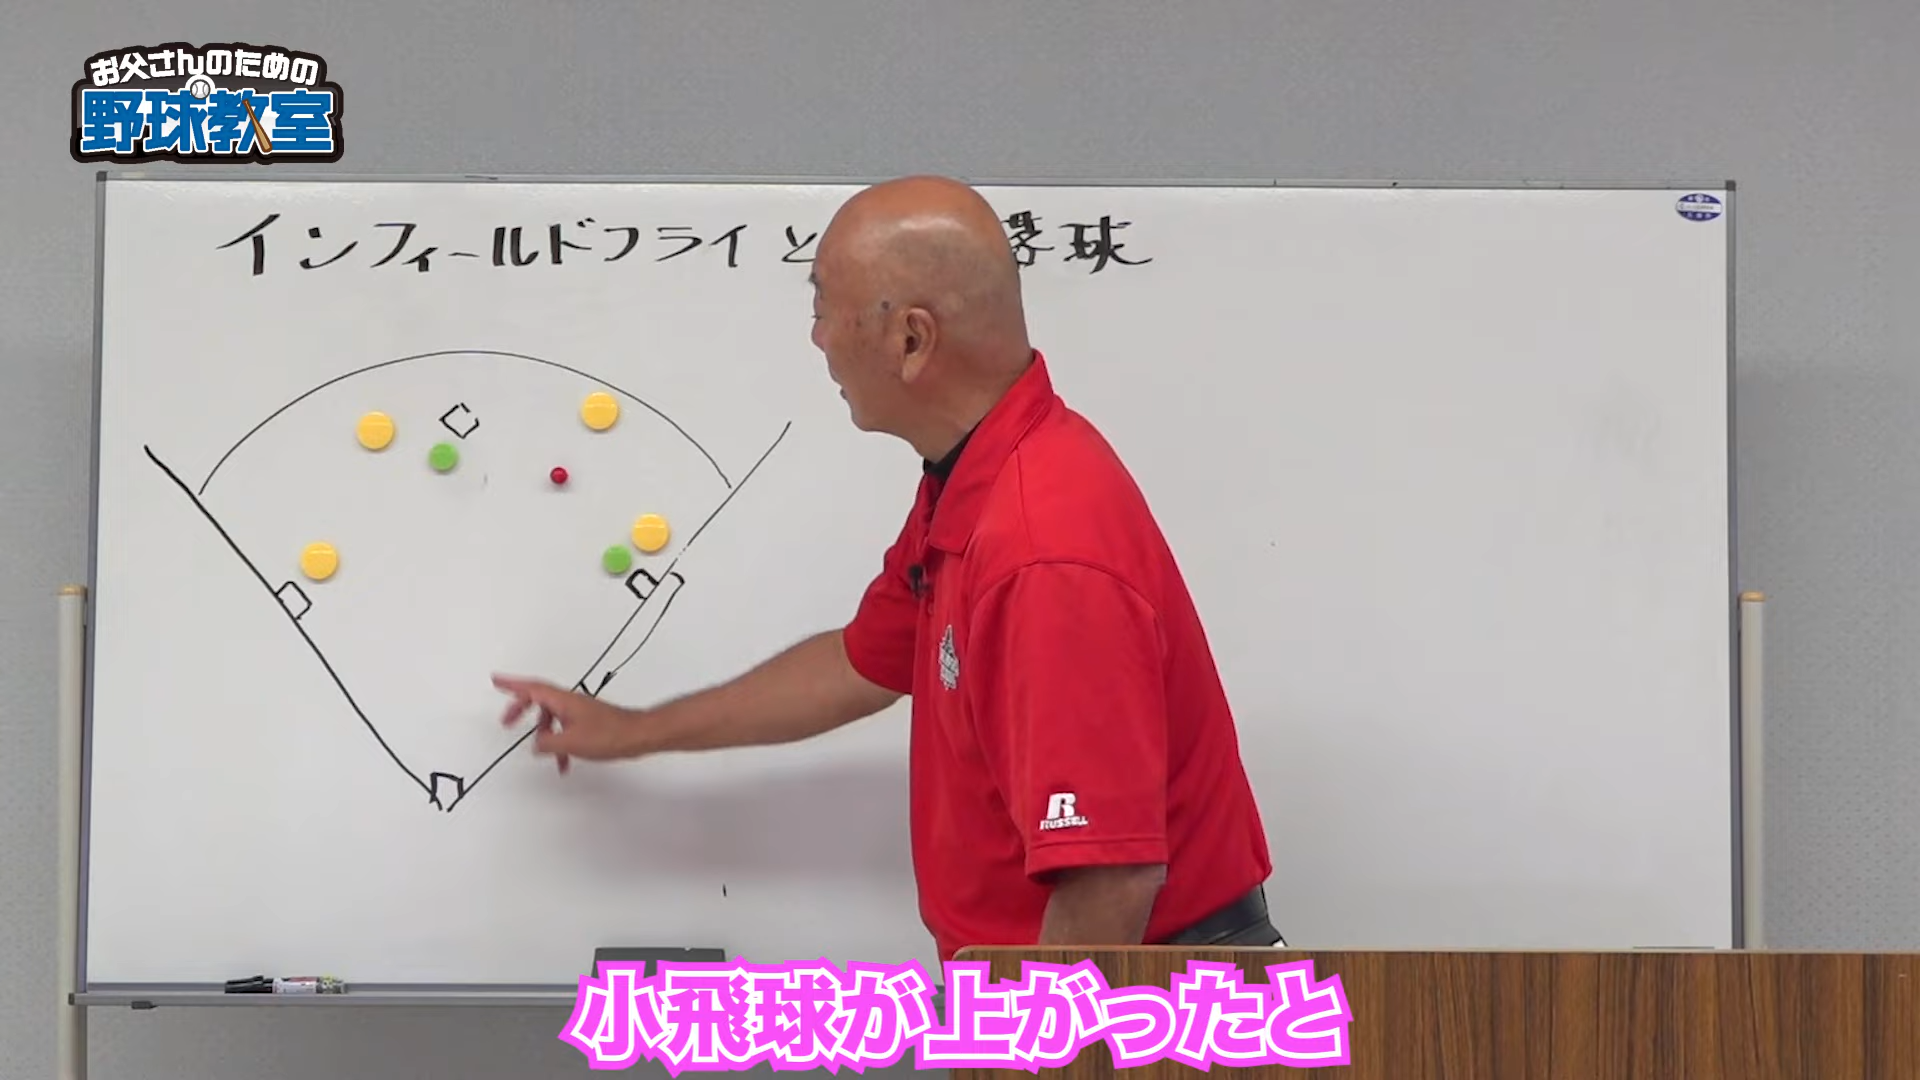 お父さんのための
野球教室
インフィールドフライと
落球
R
RUSSELL
小飛球が上がったと